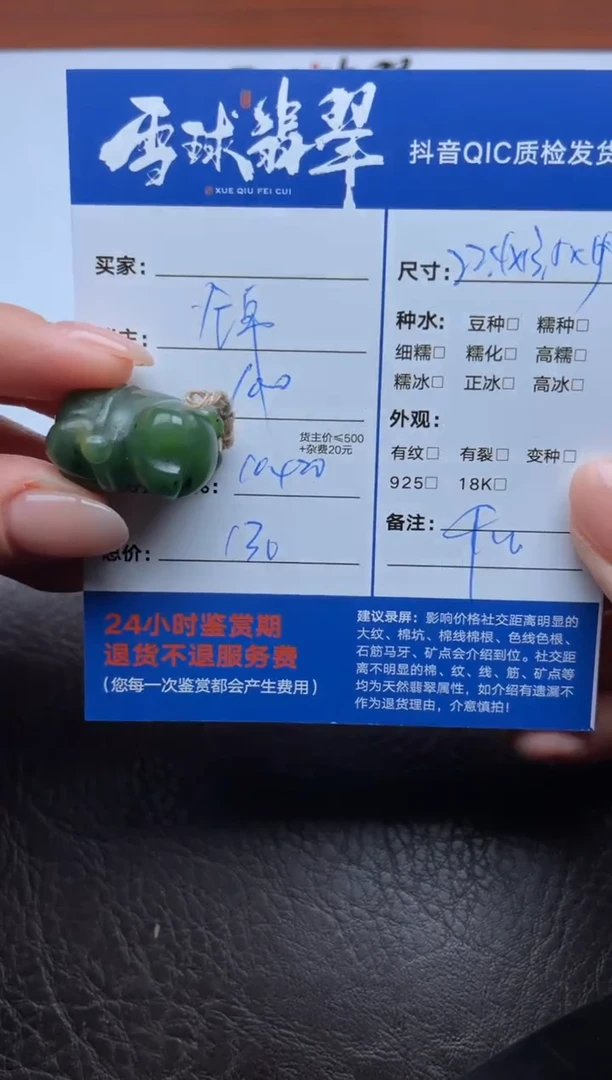 雪球翡翠
XUE QIU FEI CUI
抖音QIC质检发货
买家：
尺寸：
种水： 豆种□ 糯种□
细糯□ 糯化□ 高糯□
糯冰□ 正冰□ 高冰□
外观：
有纹□ 有裂□ 变种□
925□ 18K□
备注：
货主价≤500
+杂费20元
总价： 130
24小时鉴赏期
退货不退服务费
（您每一次鉴赏都会产生费用）
建议录屏：影响价格社交距离明显的
大纹、棉坑、棉线棉根、色线色根、
石筋马牙、矿点会介绍到位。社交距
离不明显的棉、纹、线、筋、矿点等
均为天然翡翠属性，如介绍有遗漏不
作为退货理由，介意慎拍！